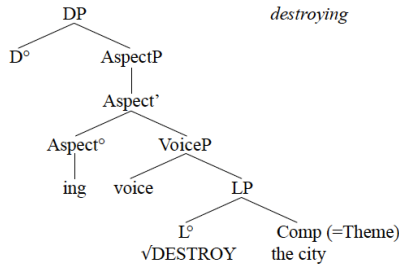 DP destroying
D° AspectP
Aspect’
Aspect° VoiceP
ing voice LP
L° Comp (=Theme)
√DESTROY the city